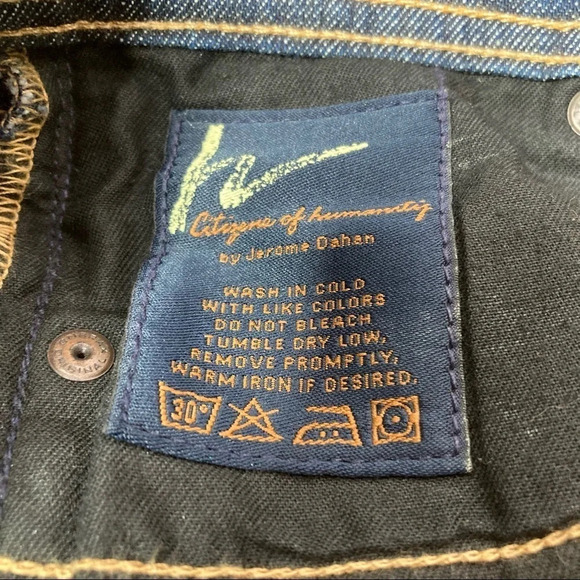 Citizens of humanity
by Jerome Dahan
WASH IN COLD
WITH LIKE COLORS
DO NOT BLEACH
TUMBLE DRY LOW.
REMOVE PROMPTLY,
WARM IRON IF DESIRED.
30°